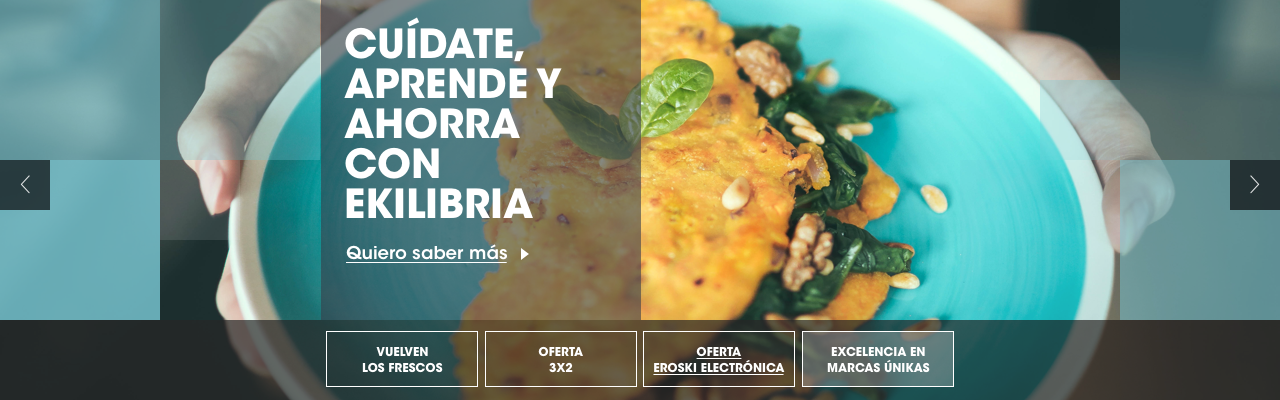 CUÍDATE,
APRENDE Y
AHORRA
CON
EKILIBRIA
Quiero saber más
VUELVEN
LOS FRESCOS
OFERTA
3X2
OFERTA
EROSKI ELECTRÓNICA
EXCELENCIA EN
MARCAS ÚNIKAS